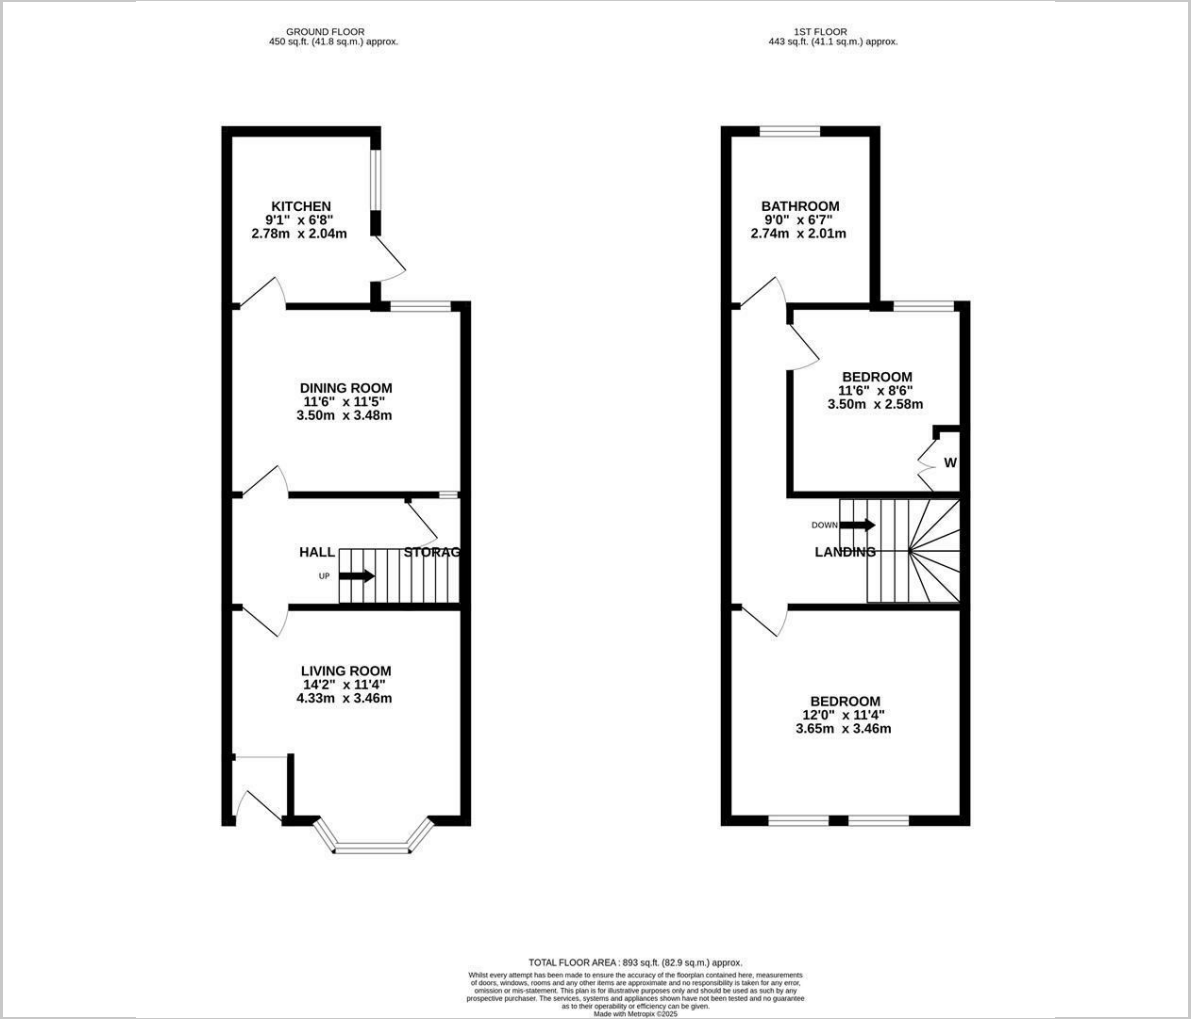 GROUND FLOOR
450 sq.ft. (41.8 sq.m.) approx.
1ST FLOOR
443 sq.ft. (41.1 sq.m.) approx.
KITCHEN
9'1" x 6'8"
2.78m x 2.04m
DINING ROOM
11'6" x 11'5"
3.50m x 3.48m
HALL
STORAG
UP
LIVING ROOM
14'2" x 11'4"
4.33m x 3.46m
BATHROOM
9'0" x 6'7"
2.74m x 2.01m
BEDROOM
11'6" x 8'6"
3.50m x 2.58m
W
DOWN
LANDING
BEDROOM
12'0" x 11'4"
3.65m x 3.46m
TOTAL FLOOR AREA : 893 sq.ft. (82.9 sq.m.) approx.
Whilst every attempt has been made to ensure the accuracy of the floorplan contained here, measurements
of doors, windows, rooms and any other items are approximate and no responsibility is taken for any error,
omission or mis-statement. This plan is for illustrative purposes only and should be used as such by any
prospective purchaser. The services, systems and appliances shown have not been tested and no guarantee
as to their operability or efficiency can be given.
Made with Metropix ©2025